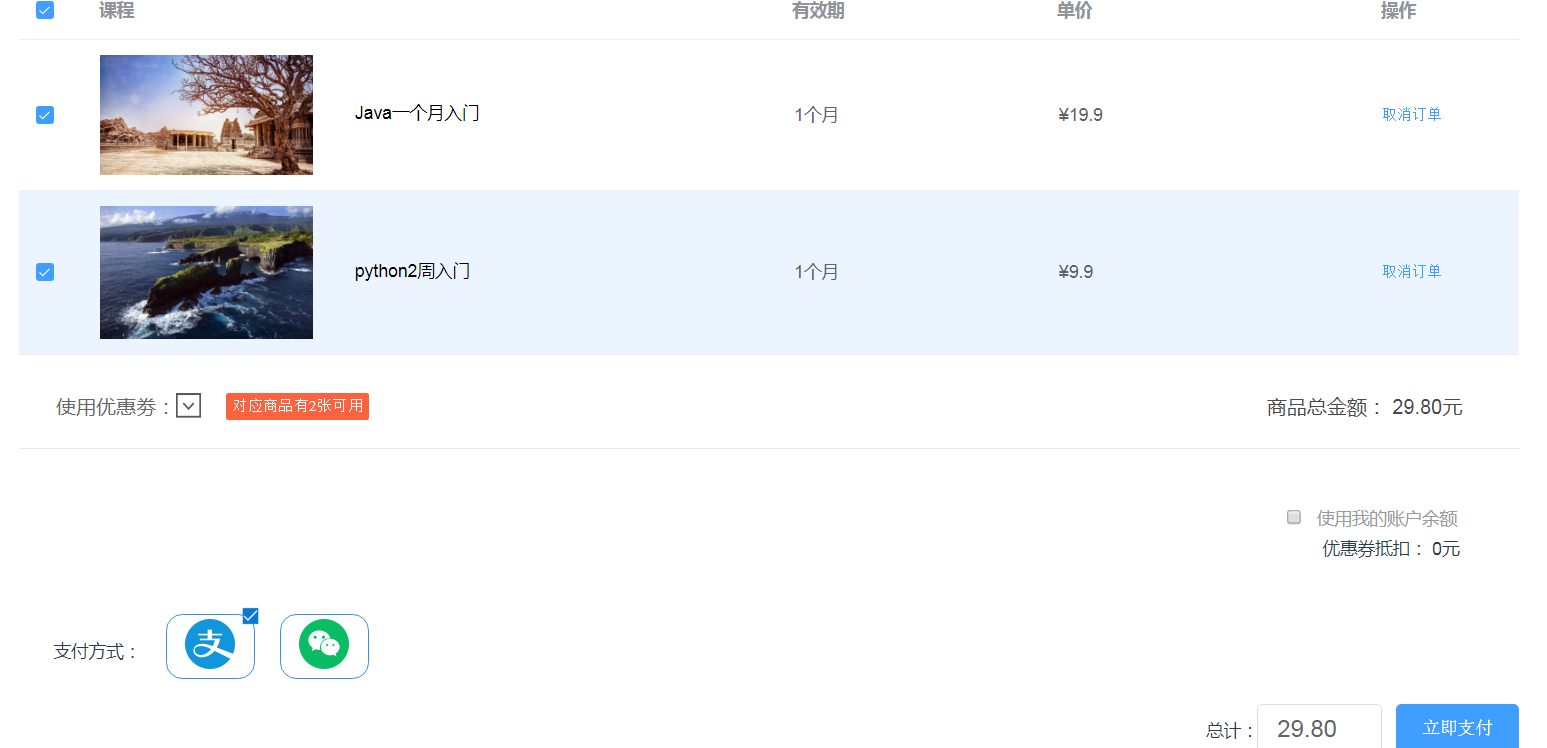 课程 有效期 单价 操作
Java一个月入门 1个月 ¥19.9 取消订单
python2周入门 1个月 ¥9.9 取消订单
使用优惠劵： 对应商品有2张可用 商品总金额： 29.80元
使用我的账户余额
优惠券抵扣： 0元
支付方式： 支
总计： 29.80 立即支付